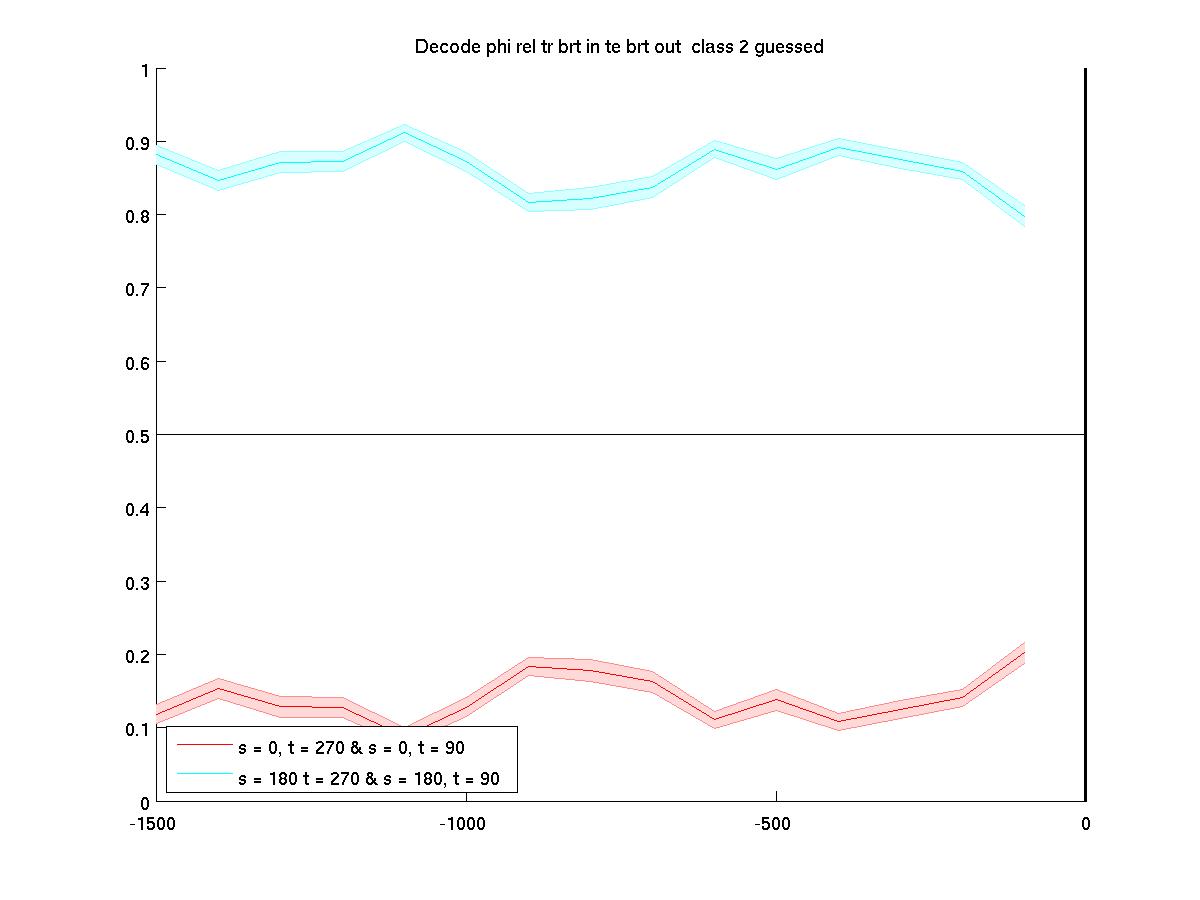 Decode phi rel tr brt in te brt out  class 2 guessed
1
0.9
0.8
0.7
0.6
0.5
0.4
0.3
0.2
0.1
0
s = 0, t = 270 & s = 0, t = 90
s = 180 t = 270 & s = 180, t = 90
-1500 -1000 -500 0